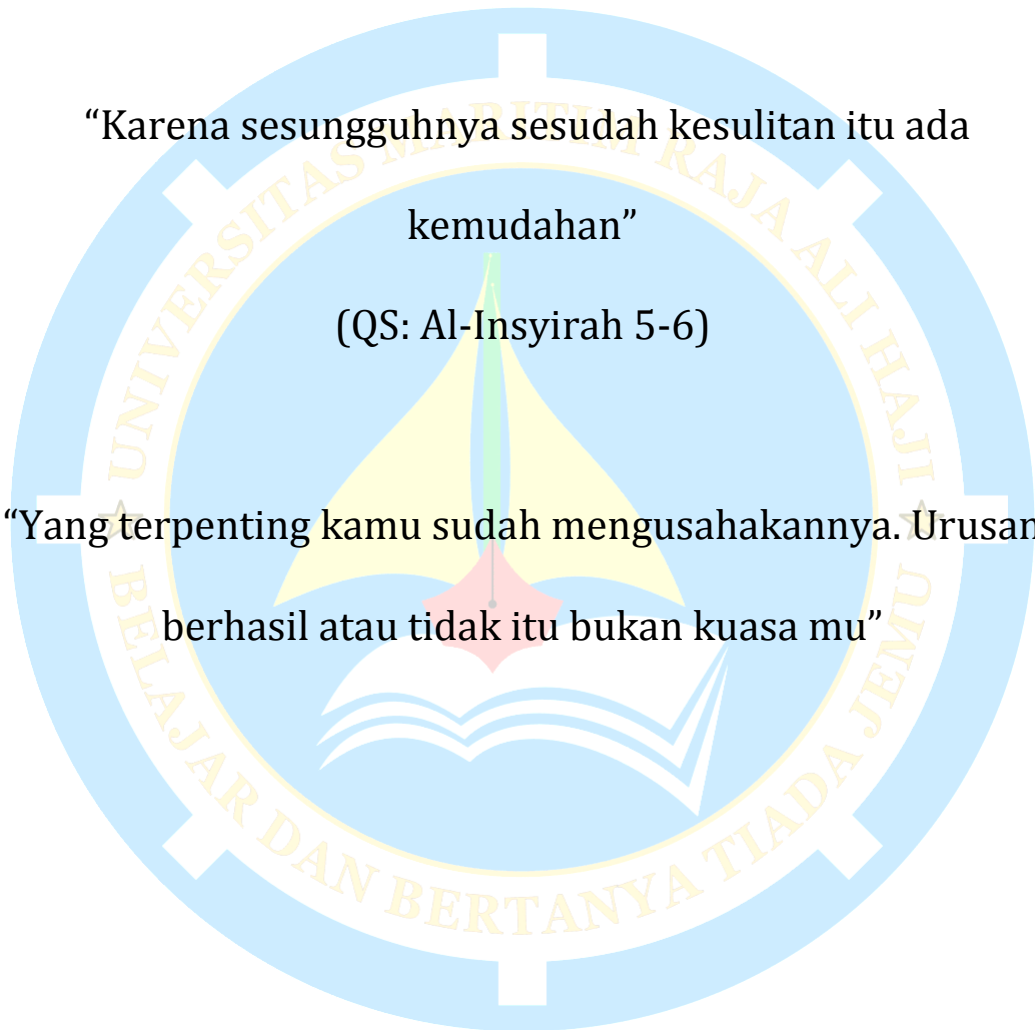 “Karena sesungguhnya sesudah kesulitan itu ada
kemudahan”
(QS: Al-Insyirah 5-6)
“Yang terpenting kamu sudah mengusahakannya. Urusan
berhasil atau tidak itu bukan kuasa mu”
UNIVERSITAS MARITIM RAJA ALI HAJI
BELAJAR DAN BERTANYA TIADA JEMU